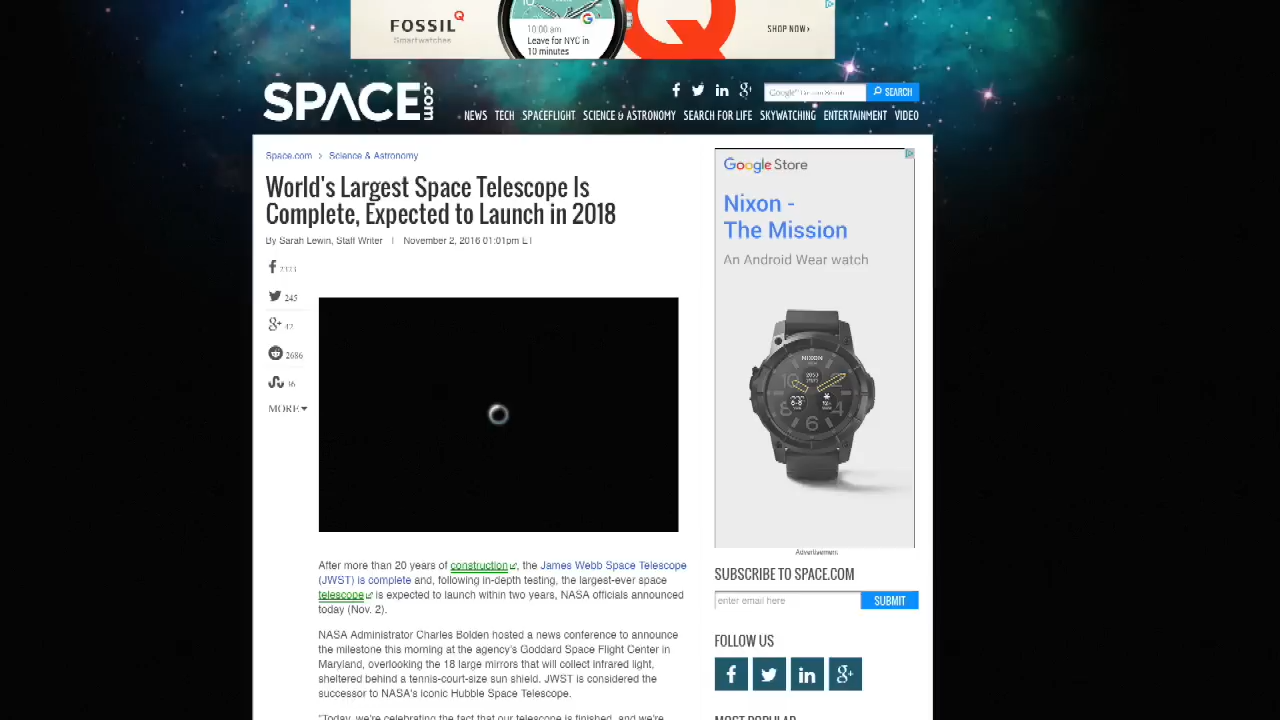 FOSSIL Q
Smartwatches
10:00 am
Leave for NYC in
10 minutes
SHOP NOW ›
SPACE.com
Google Custom Search
SEARCH
NEWS TECH SPACEFLIGHT SCIENCE & ASTRONOMY SEARCH FOR LIFE SKYWATCHING ENTERTAINMENT VIDEO
Space.com > Science & Astronomy
World's Largest Space Telescope Is
Complete, Expected to Launch in 2018
By Sarah Lewin, Staff Writer | November 2, 2016 01:01pm ET
2323
245
42
2686
36
MORE
After more than 20 years of construction, the James Webb Space Telescope
(JWST) is complete and, following in-depth testing, the largest-ever space
telescope is expected to launch within two years, NASA officials announced
today (Nov. 2).
NASA Administrator Charles Bolden hosted a news conference to announce
the milestone this morning at the agency's Goddard Space Flight Center in
Maryland, overlooking the 18 large mirrors that will collect infrared light,
sheltered behind a tennis-court-size sun shield. JWST is considered the
successor to NASA's iconic Hubble Space Telescope.
"Today, we're celebrating the fact that our telescope is finished, and we're
Google Store
Nixon -
The Mission
An Android Wear watch
NIXON
Advertisement
SUBSCRIBE TO SPACE.COM
enter email here
SUBMIT
FOLLOW US
MOST POPULAR